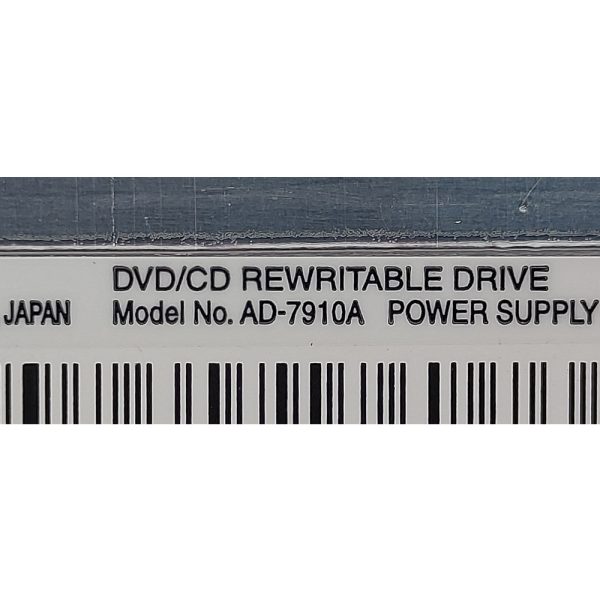 DVD/CD REWRITABLE DRIVE
JAPAN Model No. AD-7910A POWER SUPPLY